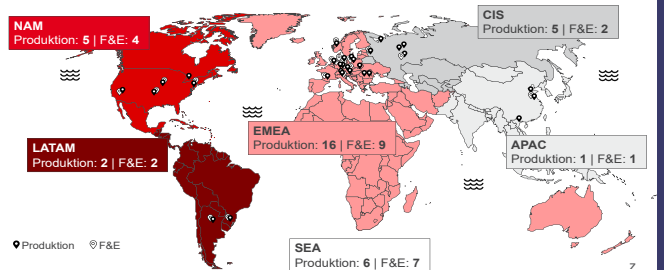 NAM
Produktion: 5 | F&E: 4
CIS
Produktion: 5 | F&E: 2
LATAM
Produktion: 2 | F&E: 2
EMEA
Produktion: 16 | F&E: 9
APAC
Produktion: 1 | F&E: 1
Produktion F&E
SEA
Produktion: 6 | F&E: 7
7